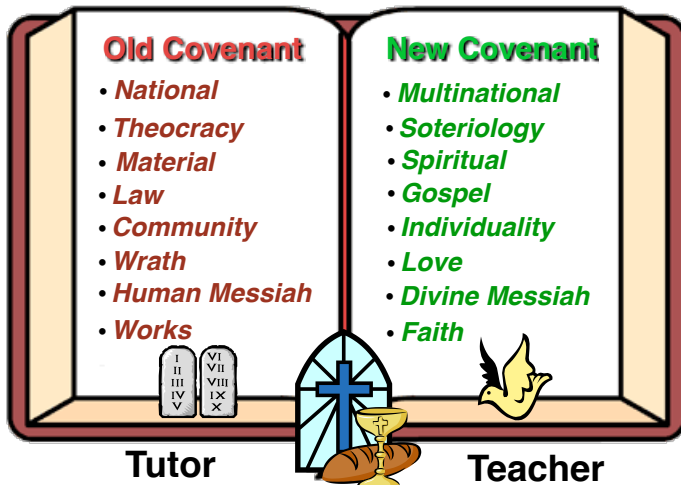 Old Covenant
• National
• Theocracy
• Material
• Law
• Community
• Wrath
• Human Messiah
• Works
I
II
III
IV
V
VI
VII
VIII
IX
X
Tutor
New Covenant
• Multinational
• Soteriology
• Spiritual
• Gospel
• Individuality
• Love
• Divine Messiah
• Faith
Teacher